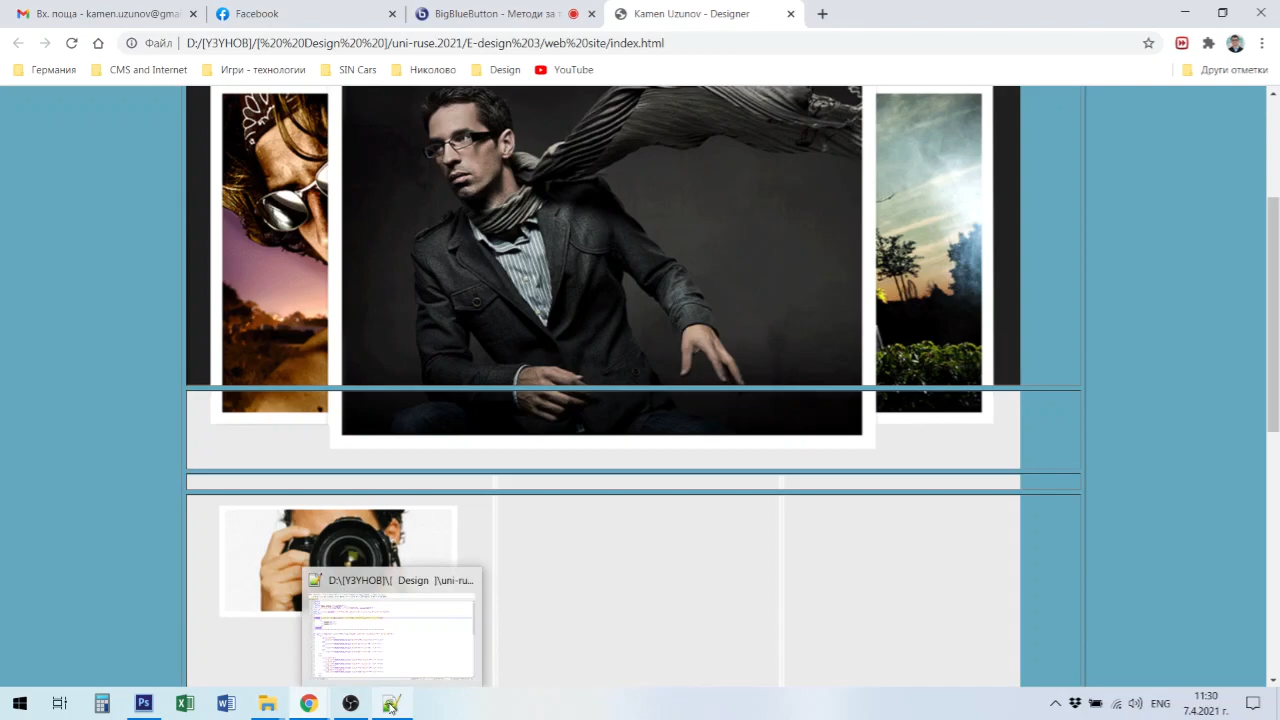 Вх. поща - kamen.uzunov@gma
Facebook
BigBlueButton - Методи за т
Kamen Uzunov - Designer
Файл
D:/[УЗУНОВ]/[%20%20Design%20%20]/uni-ruse.2021/E-design%203/web%20site/index.html
Германия
CMS and Internet
Игри - технологии
SIN Cars
Николово
Design
YouTube
Други отметки
D:\[УЗУНОВ]\[ Design ]\uni-ru...
ENG
11:30
7.4.2021 г.